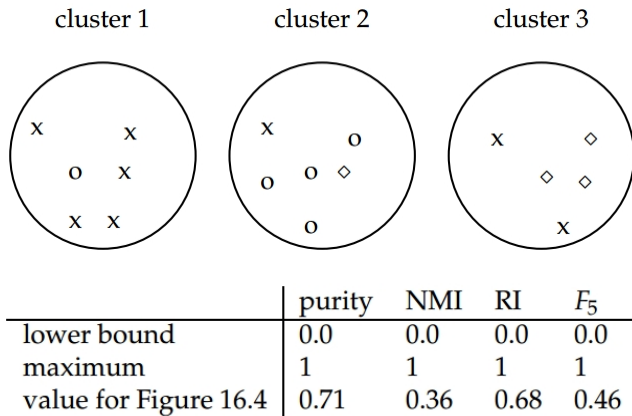 cluster 1 cluster 2 cluster 3
x x o x x x
x o o o ◇ o
x ◇ ◇ ◇ x
purity NMI RI F5
lower bound 0.0 0.0 0.0 0.0
maximum 1 1 1 1
value for Figure 16.4 0.71 0.36 0.68 0.46